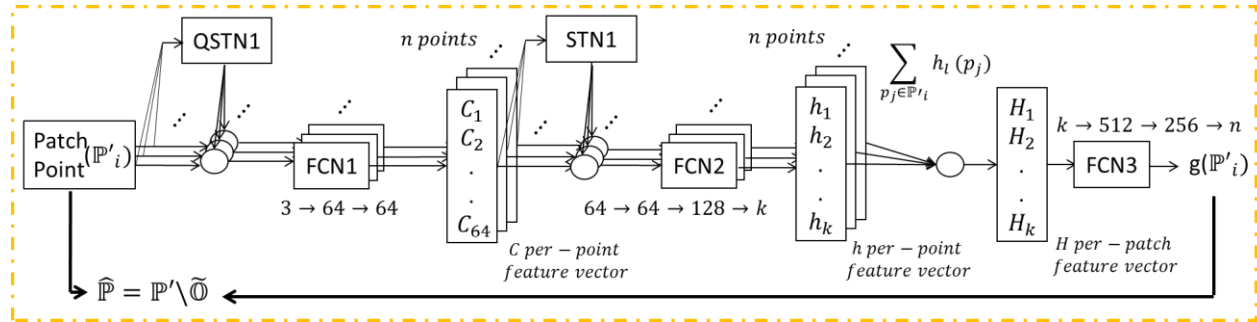 QSTN1
n points
⋰
STN1
n points
⋰
∑ h_l (p_j)
p_j∈ℙ'_i
⋰ ⋰
⋰
⋰ ⋰
⋰
Patch
Point
(ℙ'_i)
FCN1
3 → 64 → 64
C_1
C_2
.
.
C_64
C per − point
feature vector
FCN2
64 → 64 → 128 → k
h_1
h_2
.
.
h_k
h per − point
feature vector
H_1
H_2
.
.
H_k
H per − patch
feature vector
k → 512 → 256 → n
FCN3
g(ℙ'_i)
ℙ̂ = ℙ'\𝕆̃